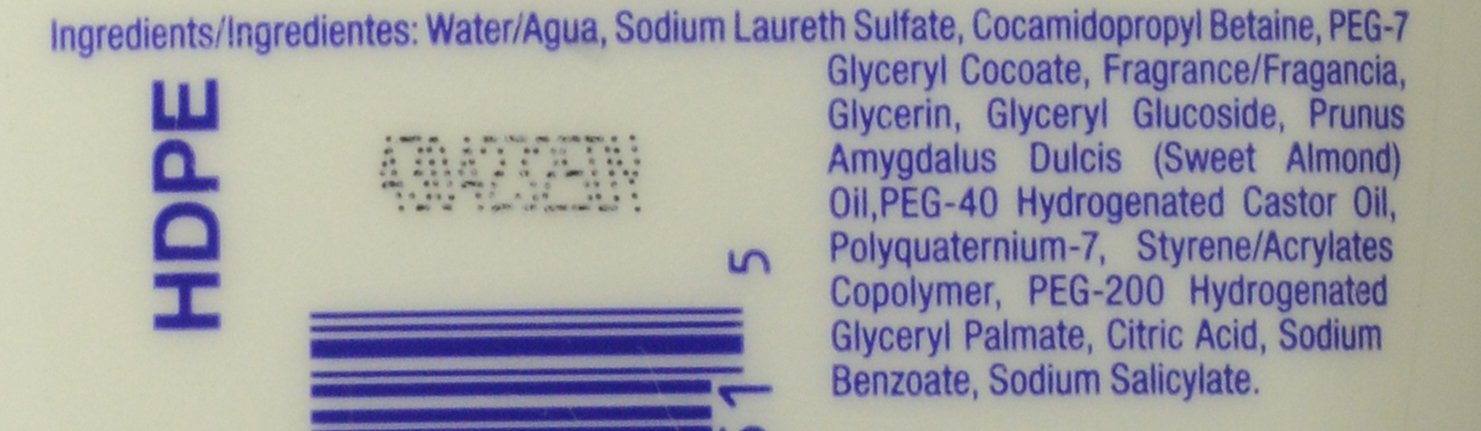 Ingredients/Ingredientes: Water/Agua, Sodium Laureth Sulfate, Cocamidopropyl Betaine, PEG-7
Glyceryl Cocoate, Fragrance/Fragancia,
Glycerin, Glyceryl Glucoside, Prunus
Amygdalus Dulcis (Sweet Almond)
Oil,PEG-40 Hydrogenated Castor Oil,
Polyquaternium-7, Styrene/Acrylates
Copolymer, PEG-200 Hydrogenated
Glyceryl Palmate, Citric Acid, Sodium
Benzoate, Sodium Salicylate.
HDPE
5
1